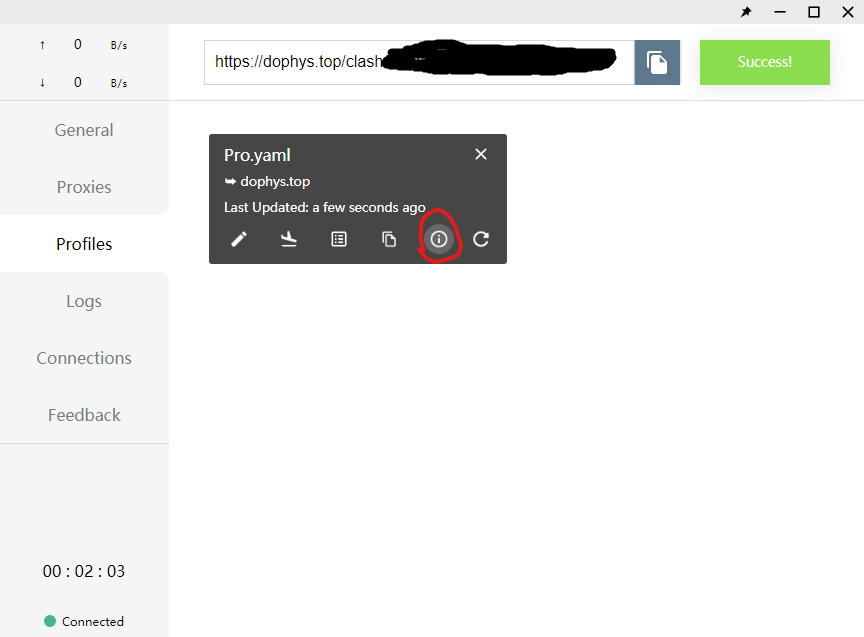 ↑ 0 B/s
↓ 0 B/s
General
Proxies
Profiles
Logs
Connections
Feedback
00 : 02 : 03
Connected
https://dophys.top/clash
Success!
Pro.yaml
dophys.top
Last Updated: a few seconds ago